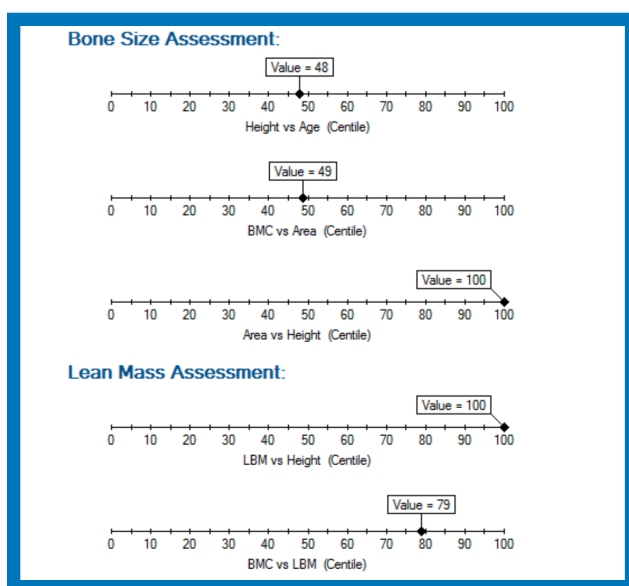 Bone Size Assessment:
Value = 48
0 10 20 30 40 50 60 70 80 90 100
Height vs Age (Centile)
Value = 49
0 10 20 30 40 50 60 70 80 90 100
BMC vs Area (Centile)
Value = 100
0 10 20 30 40 50 60 70 80 90 100
Area vs Height (Centile)
Lean Mass Assessment:
Value = 100
0 10 20 30 40 50 60 70 80 90 100
LBM vs Height (Centile)
Value = 79
0 10 20 30 40 50 60 70 80 90 100
BMC vs LBM (Centile)